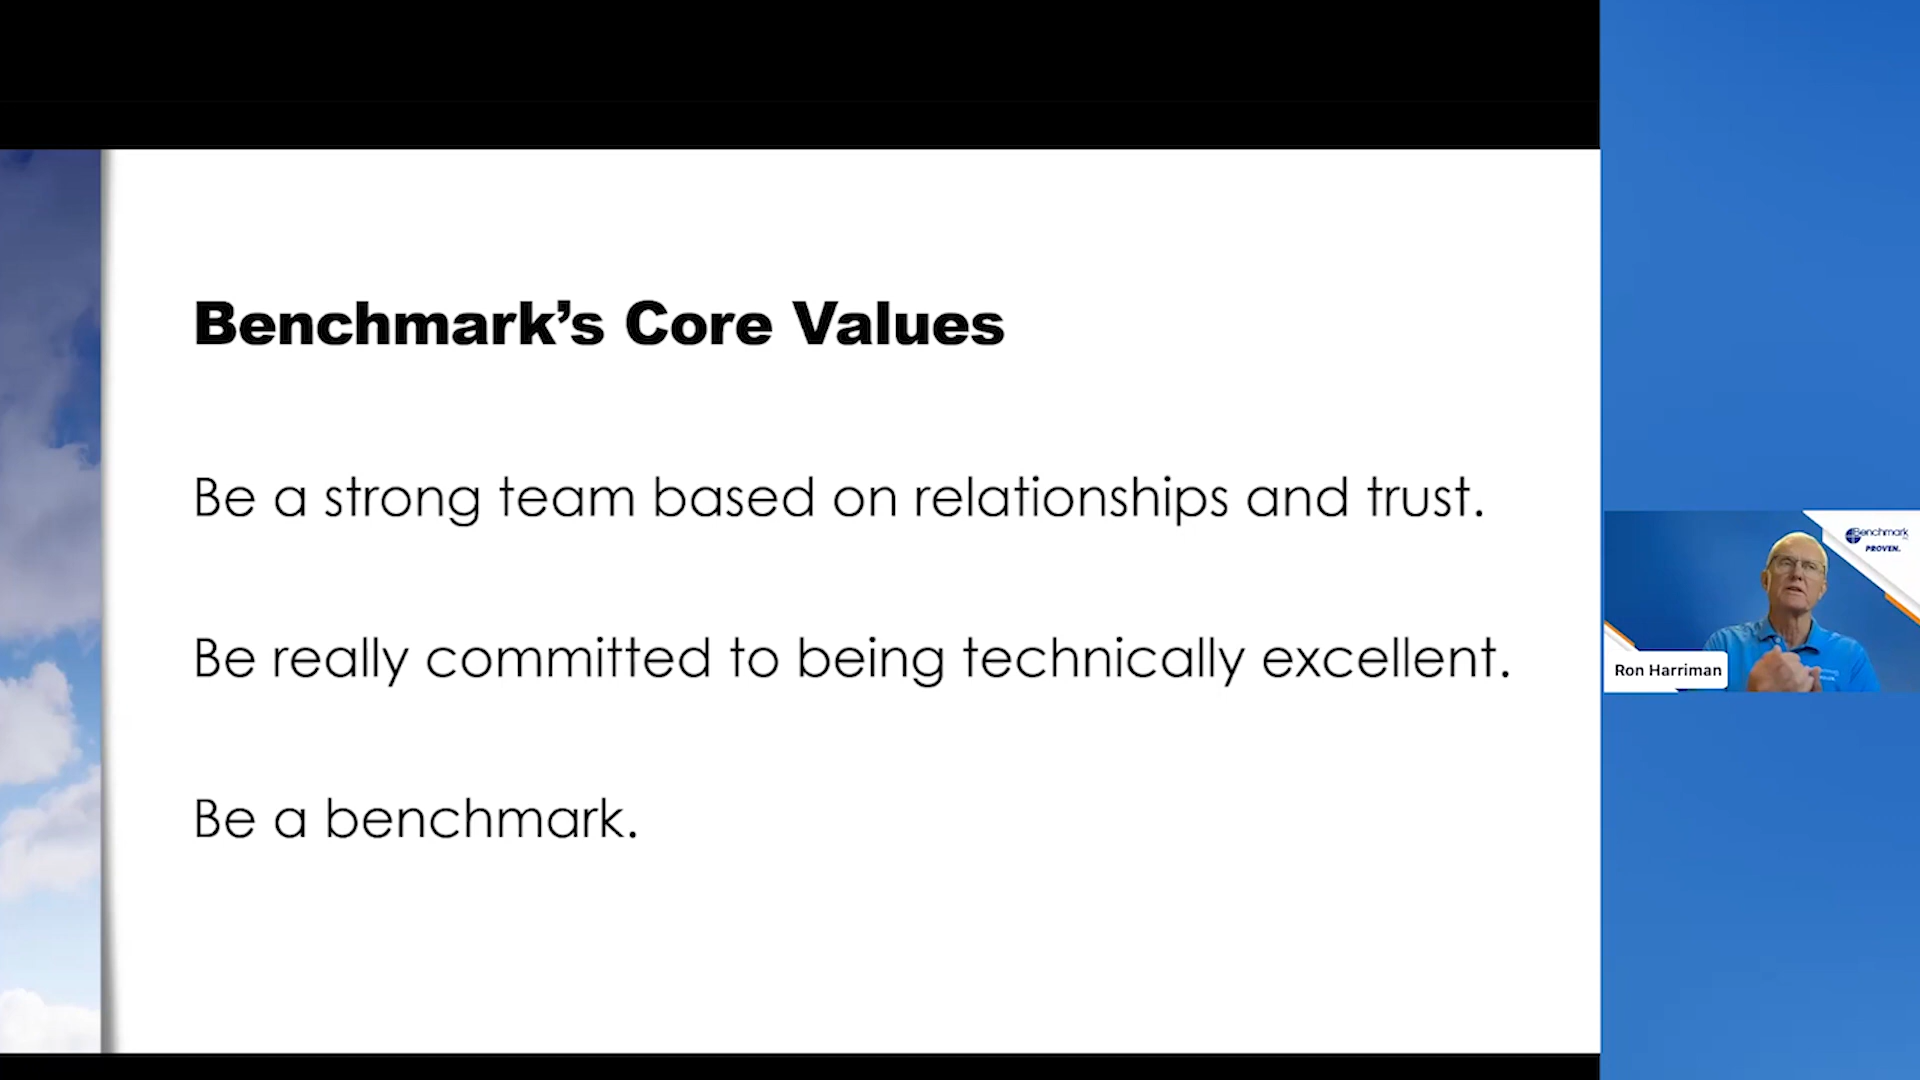 Benchmark’s Core Values
Be a strong team based on relationships and trust.
Be really committed to being technically excellent.
Be a benchmark.
Benchmark
PROVEN.
Ron Harriman